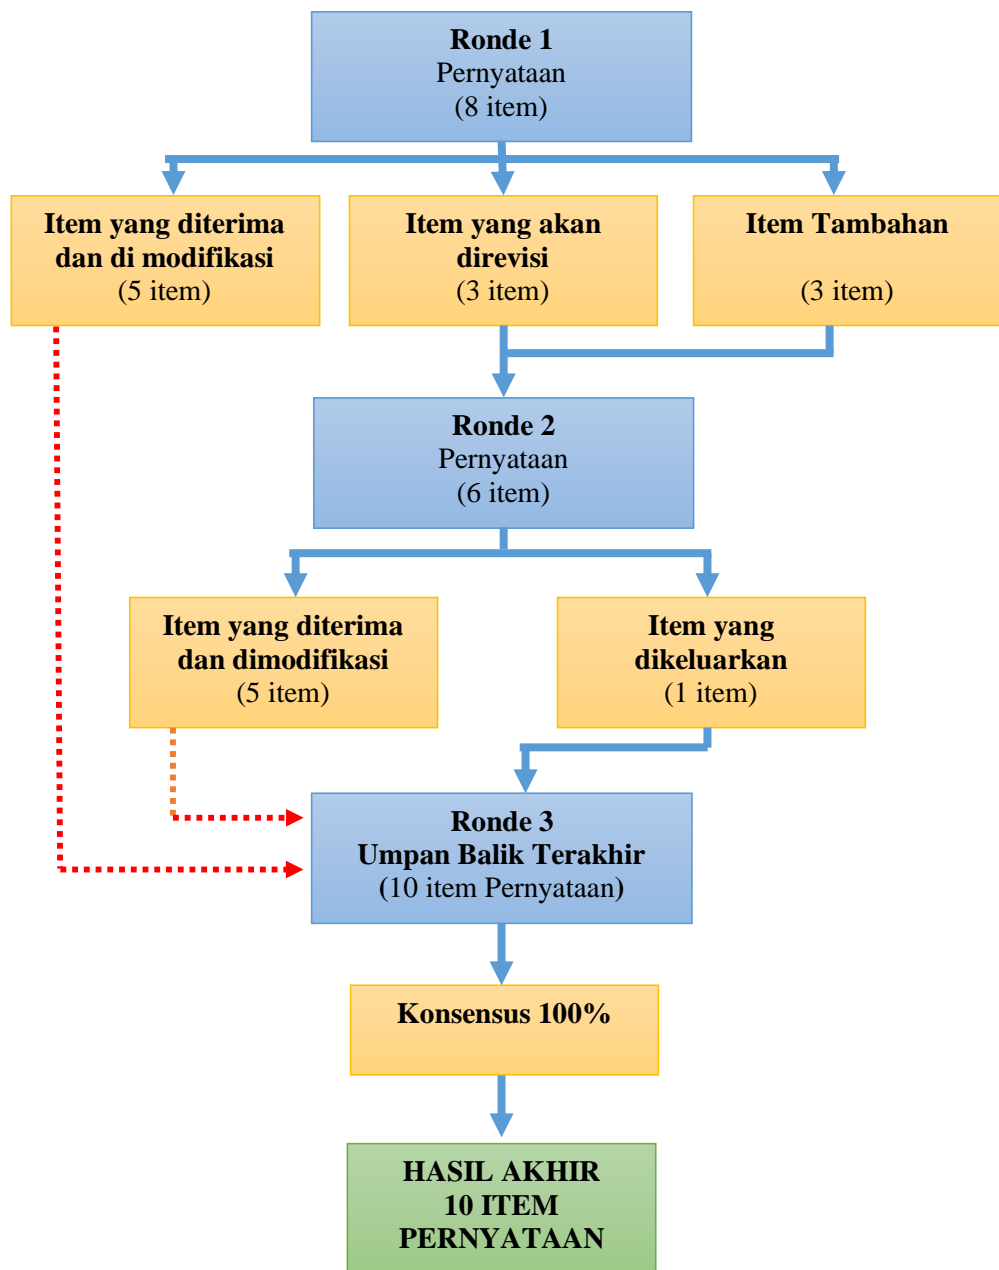 Ronde 1
Pernyataan
(8 item)
Item yang diterima
dan di modifikasi
(5 item)
Item yang akan
direvisi
(3 item)
Item Tambahan
(3 item)
Ronde 2
Pernyataan
(6 item)
Item yang diterima
dan dimodifikasi
(5 item)
Item yang
dikeluarkan
(1 item)
Ronde 3
Umpan Balik Terakhir
(10 item Pernyataan)
Konsensus 100%
HASIL AKHIR
10 ITEM
PERNYATAAN